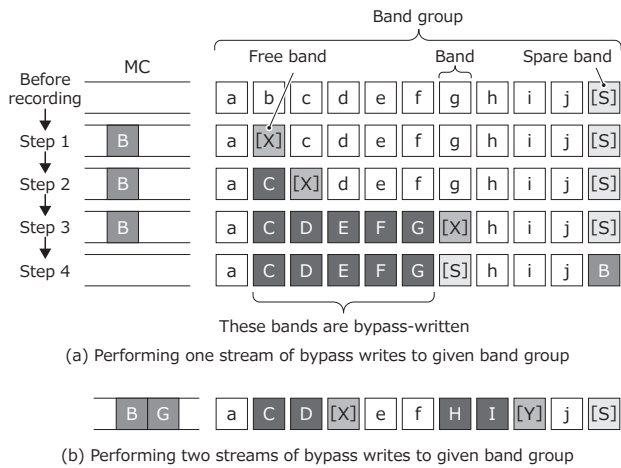 Band group
MC Free band Band Spare band
Before recording a b c d e f g h i j [S]
Step 1 B a [X] c d e f g h i j [S]
Step 2 B a C [X] d e f g h i j [S]
Step 3 B a C D E F G [X] h i j [S]
Step 4 a C D E F G [S] h i j B
These bands are bypass-written
(a) Performing one stream of bypass writes to given band group
B G a C D [X] e f H I [Y] j [S]
(b) Performing two streams of bypass writes to given band group